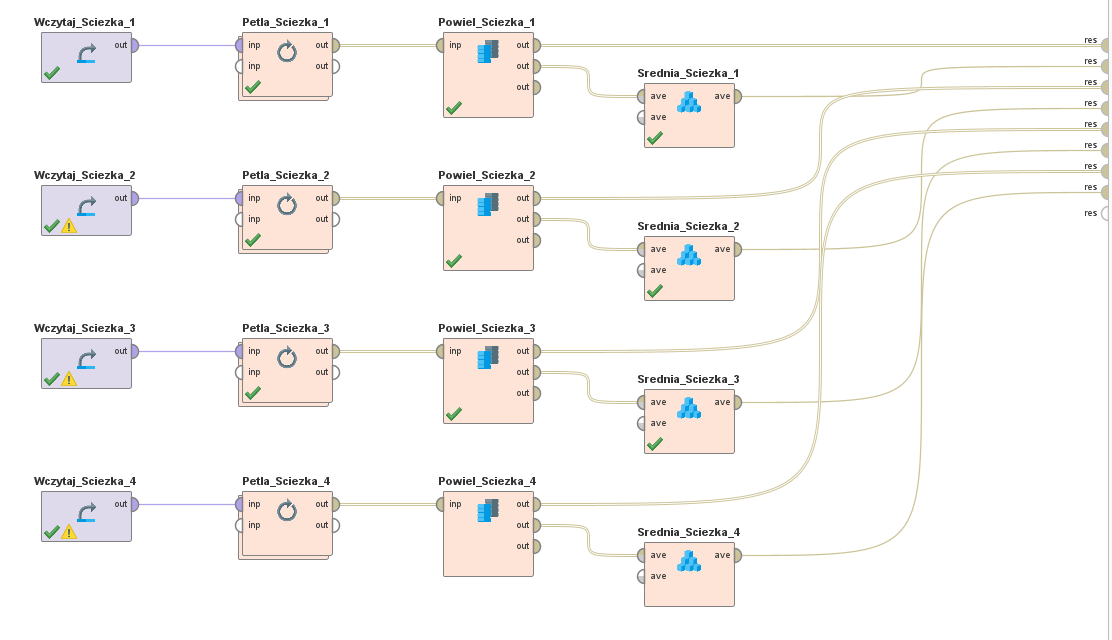 Wczytaj_Sciezka_1 Petla_Sciezka_1 Powiel_Sciezka_1
out inp out inp out res
inp out out res
out res
Srednia_Sciezka_1
ave ave res
ave res
res
Wczytaj_Sciezka_2 Petla_Sciezka_2 Powiel_Sciezka_2 res
out inp out inp out res
inp out out res
out
Srednia_Sciezka_2
ave ave
ave
Wczytaj_Sciezka_3 Petla_Sciezka_3 Powiel_Sciezka_3
out inp out inp out
inp out out
out
Srednia_Sciezka_3
ave ave
ave
Wczytaj_Sciezka_4 Petla_Sciezka_4 Powiel_Sciezka_4
out inp out inp out
inp out out
out
Srednia_Sciezka_4
ave ave
ave